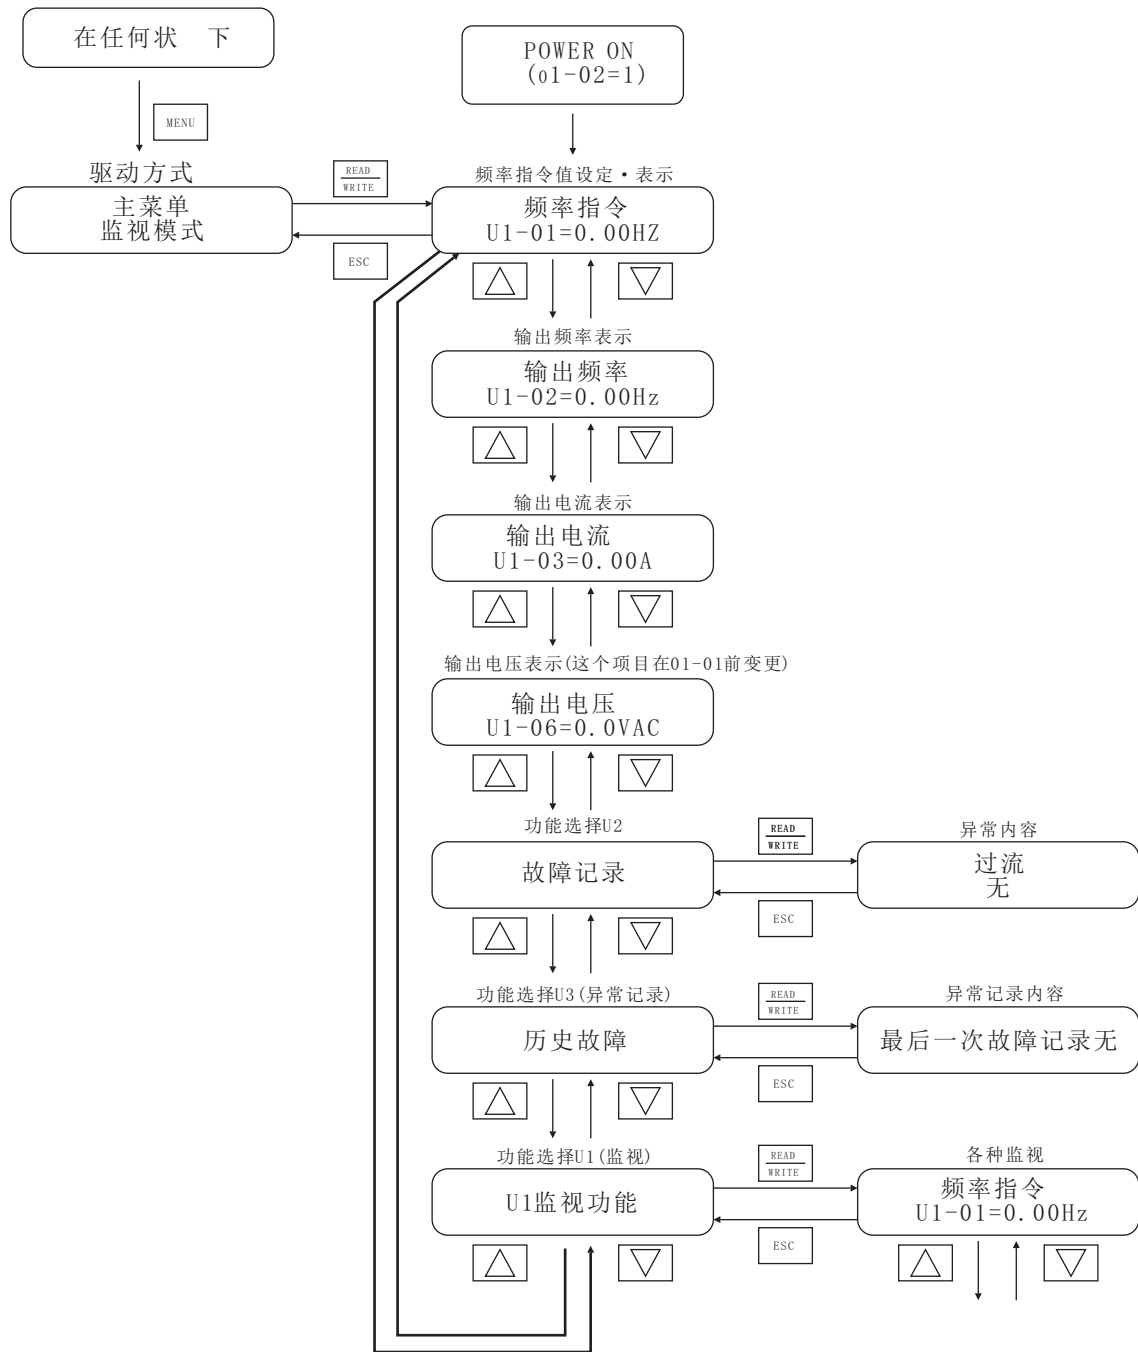 在任何状 下
MENU
POWER ON
(o1-02=1)
驱动方式
主菜单
监视模式
READ
WRITE
ESC
频率指令值设定·表示
频率指令
U1-01=0.00HZ
输出频率表示
输出频率
U1-02=0.00Hz
输出电流表示
输出电流
U1-03=0.00A
输出电压表示(这个项目在01-01前变更)
输出电压
U1-06=0.0VAC
功能选择U2
故障记录
READ
WRITE
ESC
异常内容
过流
无
功能选择U3(异常记录)
历史故障
READ
WRITE
ESC
异常记录内容
最后一次故障记录无
功能选择U1(监视)
U1监视功能
READ
WRITE
ESC
各种监视
频率指令
U1-01=0.00Hz